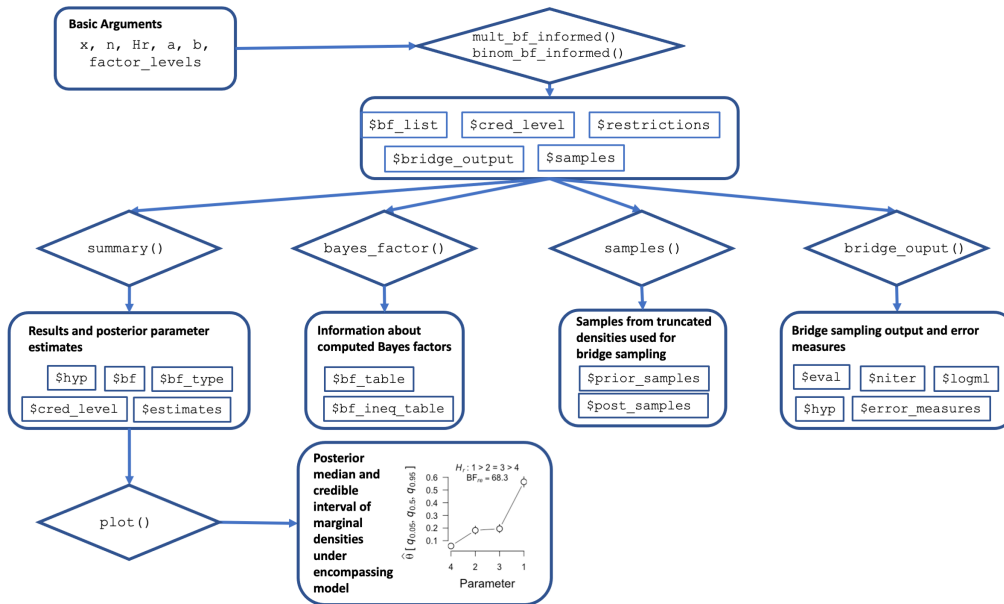 Basic Arguments
x, n, Hr, a, b,
factor_levels
mult_bf_informed()
binom_bf_informed()
$bf_list
$cred_level
$restrictions
$bridge_output
$samples
summary()
bayes_factor()
samples()
bridge_ouput()
Results and posterior parameter
estimates
$hyp
$bf
$bf_type
$cred_level
$estimates
Information about
computed Bayes factors
$bf_table
$bf_ineq_table
Samples from truncated
densities used for
bridge sampling
$prior_samples
$post_samples
Bridge sampling output and error
measures
$eval
$niter
$logml
$hyp
$error_measures
plot()
Posterior
median and
credible
interval of
marginal
densities
under
encompassing
model
Hr : 1 > 2 = 3 > 4
BFre = 68.3
θ̂ [ q0.05, q0.5, q0.95 ]
0.6
0.5
0.4
0.3
0.2
0.1
4 2 3 1
Parameter